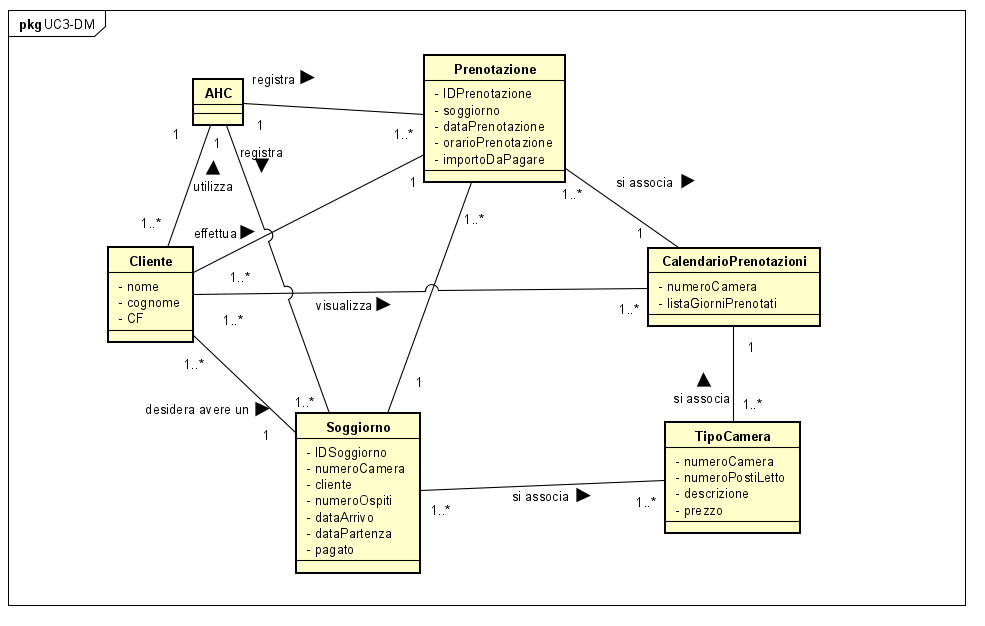 pkg UC3-DM
AHC
registra
Prenotazione
- IDPrenotazione
- soggiorno
- dataPrenotazione
- orarioPrenotazione
- importoDaPagare
1
1
1
1..*
registra
utilizza
1
si associa
1..*
1..*
1..*
effettua
1
Cliente
- nome
- cognome
- CF
1..*
CalendarioPrenotazioni
- numeroCamera
- listaGiorniPrenotati
visualizza
1..*
1..*
1..*
1
1
si associa
desidera avere un
1..*
1..*
1
Soggiorno
- IDSoggiorno
- numeroCamera
- cliente
- numeroOspiti
- dataArrivo
- dataPartenza
- pagato
TipoCamera
- numeroCamera
- numeroPostiLetto
- descrizione
- prezzo
si associa
1..*
1..*